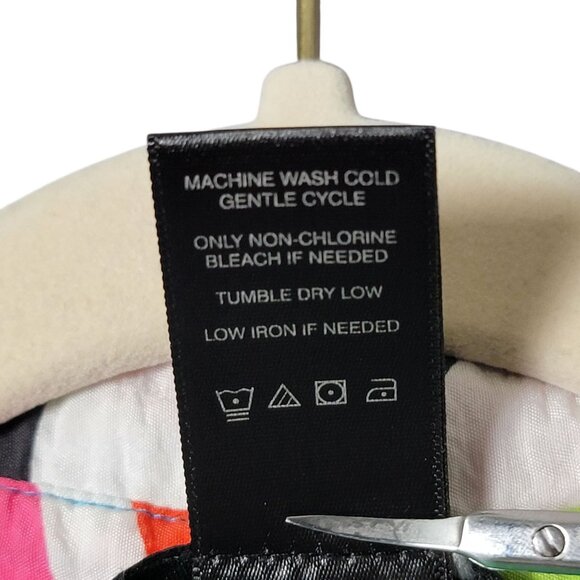 MACHINE WASH COLD
GENTLE CYCLE
ONLY NON-CHLORINE
BLEACH IF NEEDED
TUMBLE DRY LOW
LOW IRON IF NEEDED